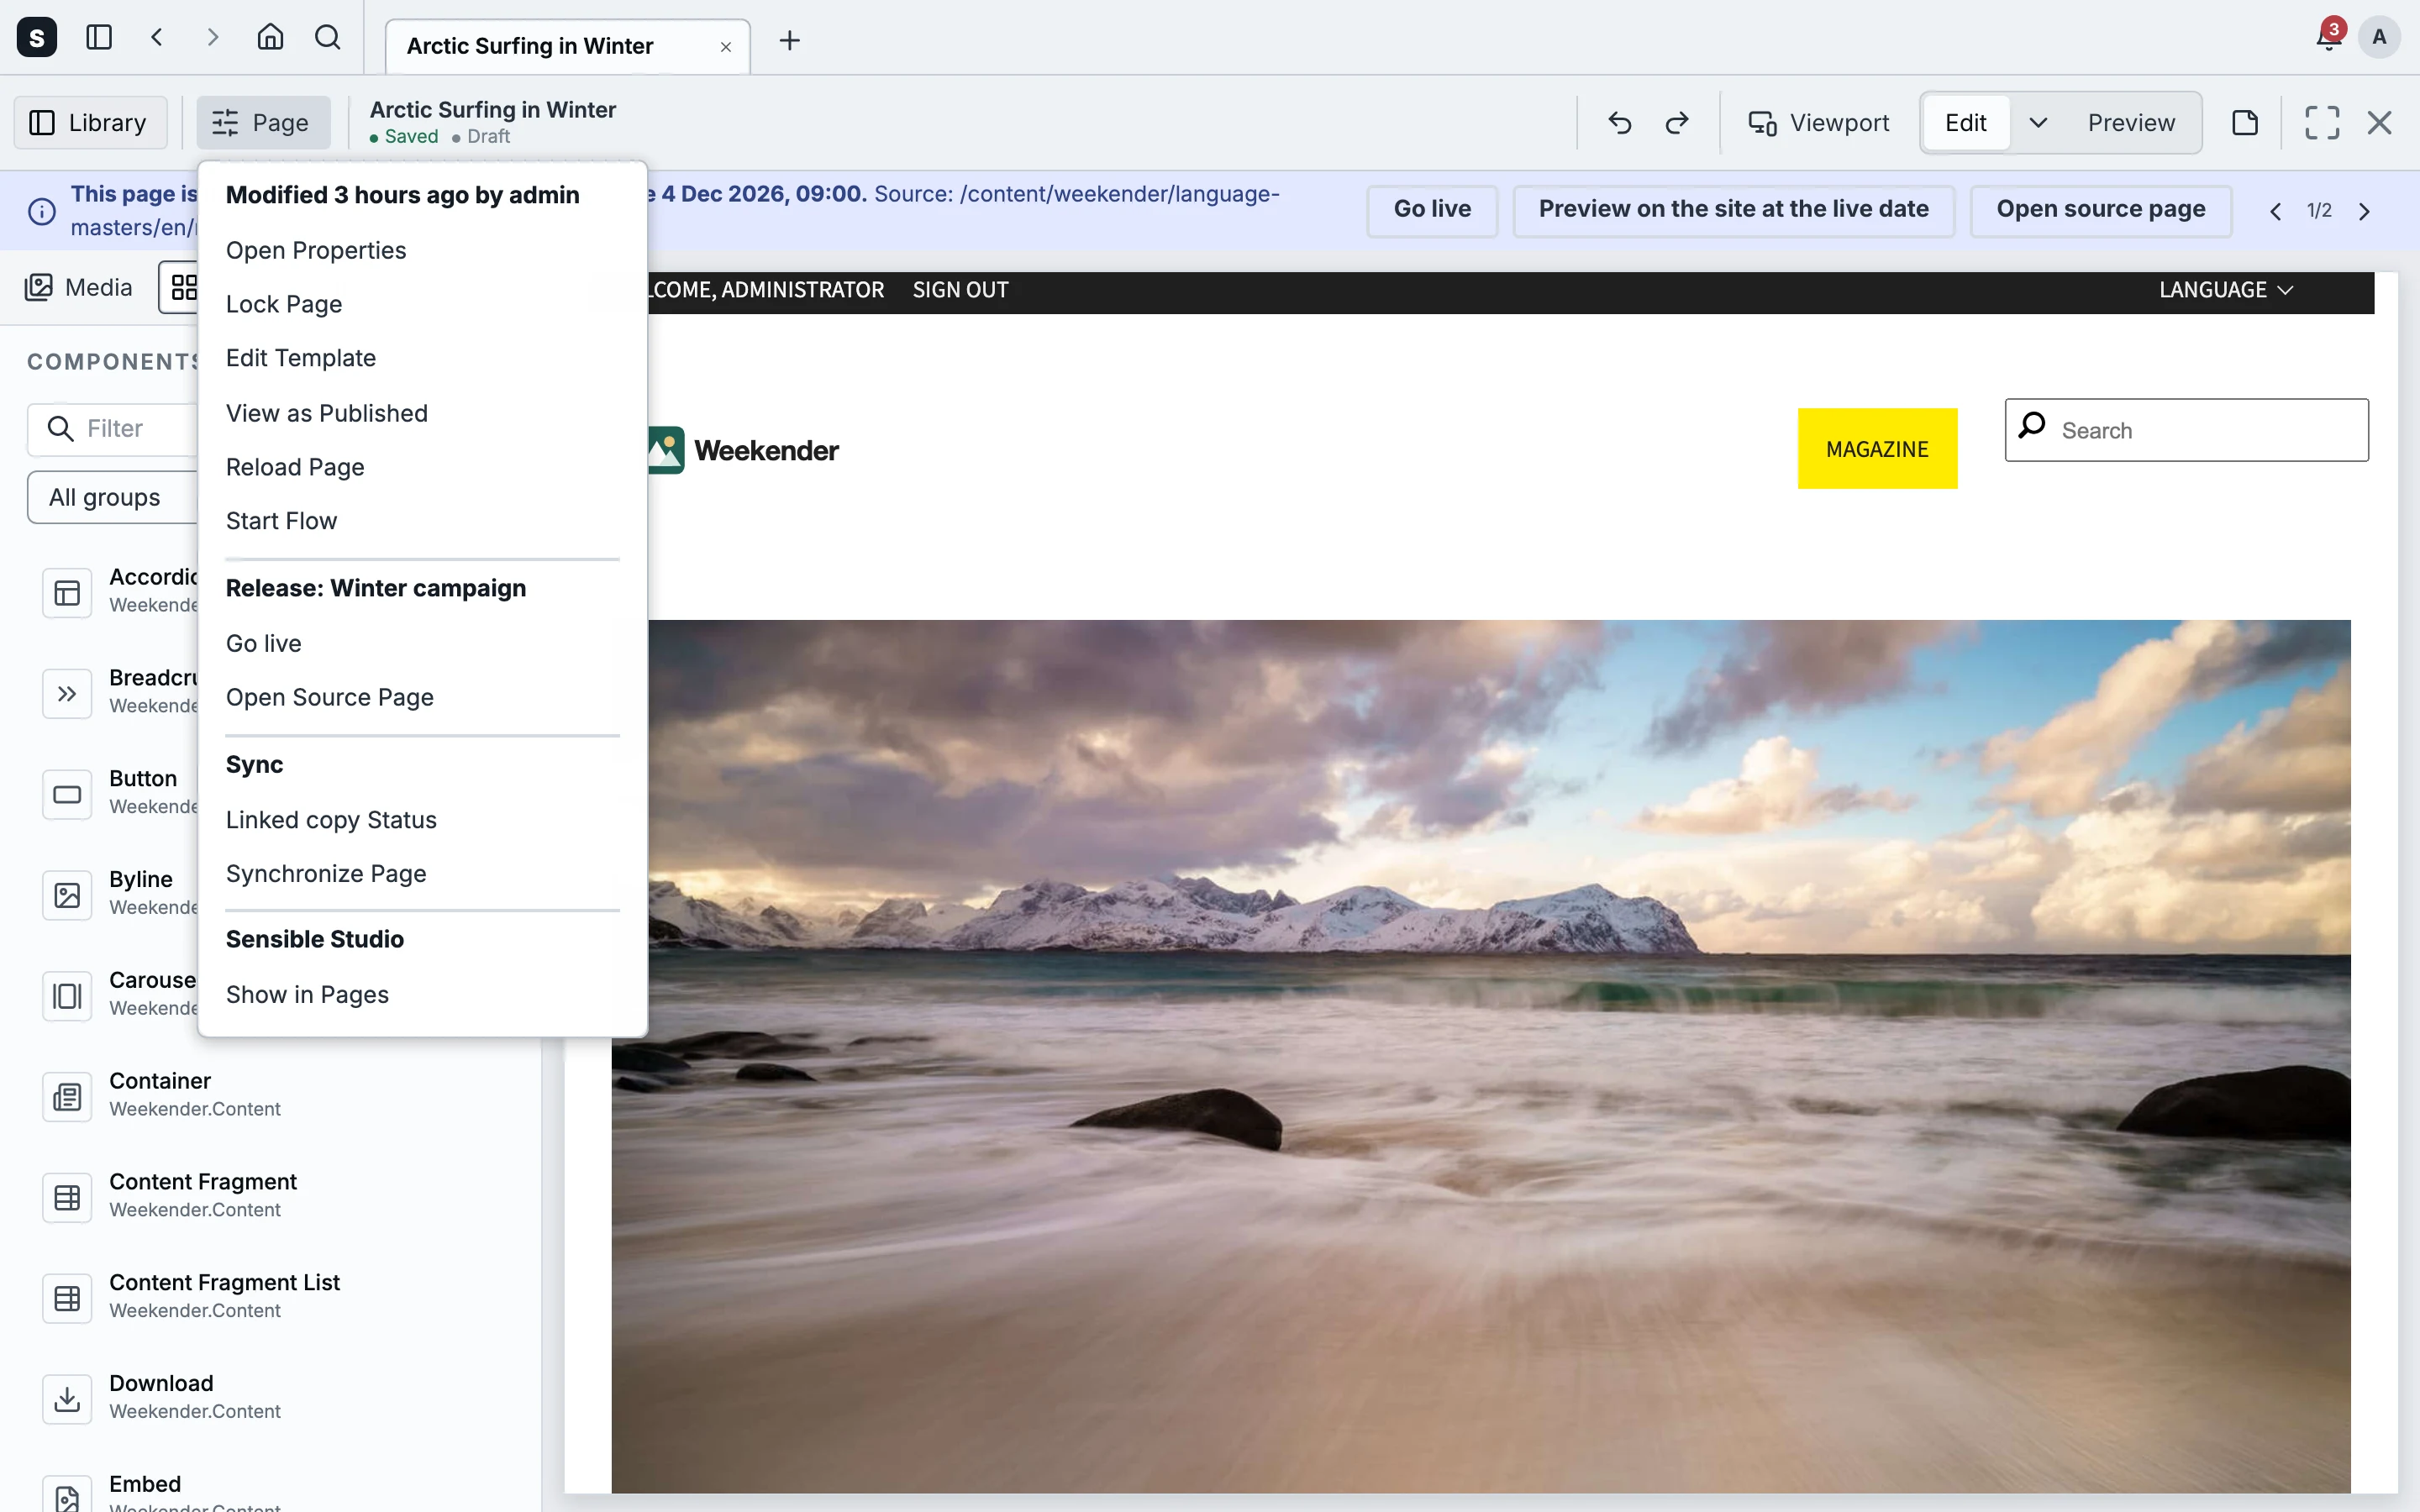 S
Arctic Surfing in Winter
3
A
Library
Page
Arctic Surfing in Winter
Saved
Draft
Viewport
Edit
Preview
This page is
4 Dec 2026, 09:00. Source: /content/weekender/language-
masters/en/
Go live
Preview on the site at the live date
Open source page
1/2
Modified 3 hours ago by admin
Open Properties
Lock Page
Edit Template
View as Published
Reload Page
Start Flow
Release: Winter campaign
Go live
Open Source Page
Sync
Linked copy Status
Synchronize Page
Sensible Studio
Show in Pages
Media
COMPONENTS
Filter
All groups
Accordio
Weekende
Breadcru
Weekende
Button
Weekende
Byline
Weekende
Carouse
Weekende
Container
Weekender.Content
Content Fragment
Weekender.Content
Content Fragment List
Weekender.Content
Download
Weekender.Content
Embed
Weekender.Content
LCOME, ADMINISTRATOR
SIGN OUT
LANGUAGE
Weekender
MAGAZINE
Search